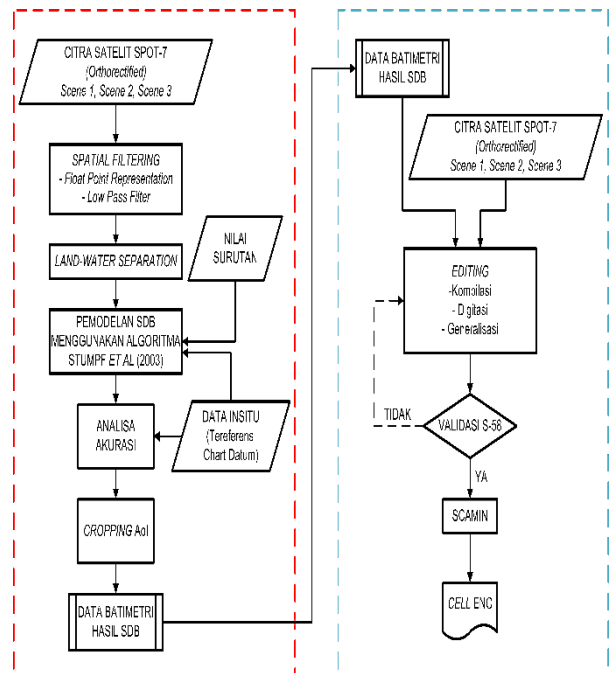 CITRA SATELIT SPOT-7
(Orthorectified)
Scene 1, Scene 2, Scene 3
SPATIAL FILTERING
- Float Point Representation
- Low Pass Filter
LAND-WATER SEPARATION
NILAI
SURUTAN
PEMODELAN SDB
MENGGUNAKAN ALGORITMA
STUMPF ET AL (2003)
ANALISA
AKURASI
DATA INSITU
(Tereferens
Chart Datum)
CROPPING AoI
DATA BATIMETRI
HASIL SDB
DATA BATIMETRI
HASIL SDB
CITRA SATELIT SPOT-7
(Orthorectified)
Scene 1, Scene 2, Scene 3
EDITING
-Kompilasi
- Digitasi
- Generalisasi
TIDAK
VALIDASI S-58
YA
SCAMIN
CELL ENC